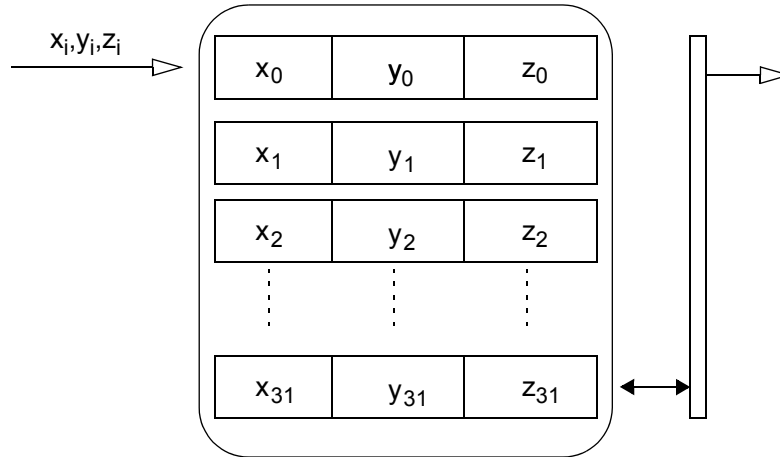 xᵢ,yᵢ,zᵢ
x₀ y₀ z₀
x₁ y₁ z₁
x₂ y₂ z₂
x₃₁ y₃₁ z₃₁